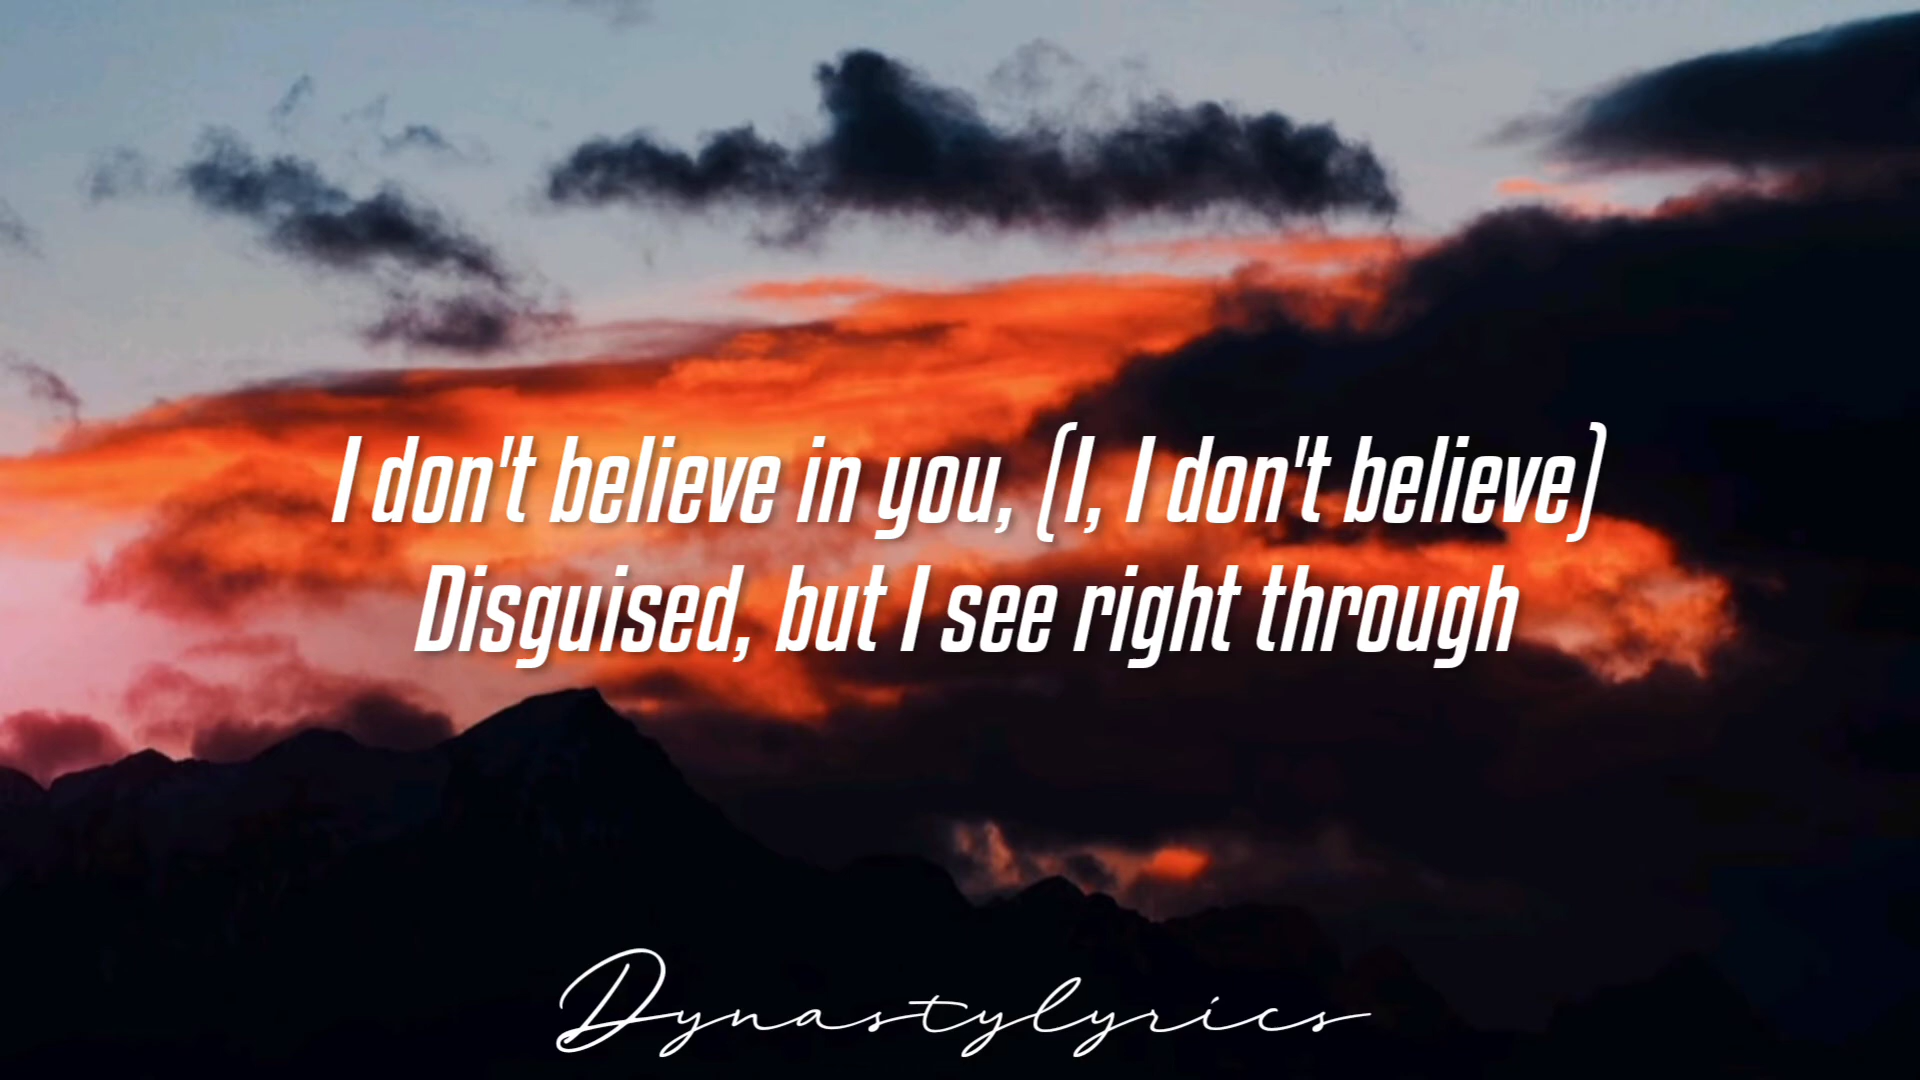 I don't believe in you, (I, I don't believe)
Disguised, but I see right through
Dynastylyrics